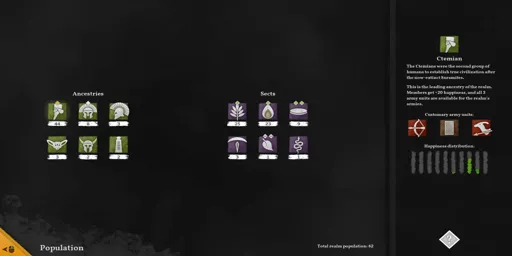 Ctemian
The Ctemians were the second group of
humans to establish true civilization after
the now-extinct Sarassites.
This is the leading ancestry of the realm.
Members get +20 happiness, and all 3
army units are available for the realm's
armies.
Customary army units:
Happiness distribution:
Ancestries
Sects
Population
Total realm population: 42